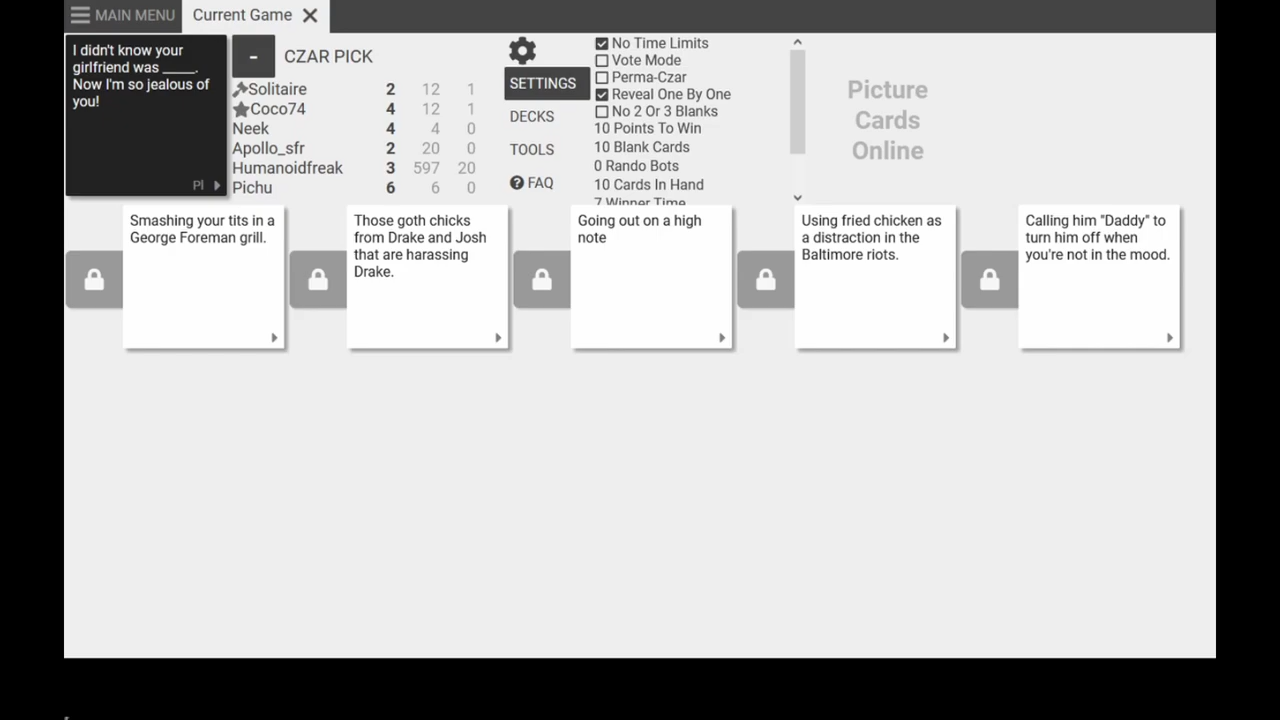 MAIN MENU
Current Game
I didn't know your
girlfriend was _____.
Now I'm so jealous of
you!
Pl
-
CZAR PICK
Solitaire 2 12 1
Coco74 4 12 1
Neek 4 4 0
Apollo_sfr 2 20 0
Humanoidfreak 3 597 20
Pichu 6 6 0
SETTINGS
DECKS
TOOLS
FAQ
No Time Limits
Vote Mode
Perma-Czar
Reveal One By One
No 2 Or 3 Blanks
10 Points To Win
10 Blank Cards
0 Rando Bots
10 Cards In Hand
7 Winner Time
Picture
Cards
Online
Smashing your tits in a
George Foreman grill.
Those goth chicks
from Drake and Josh
that are harassing
Drake.
Going out on a high
note
Using fried chicken as
a distraction in the
Baltimore riots.
Calling him "Daddy" to
turn him off when
you're not in the mood.